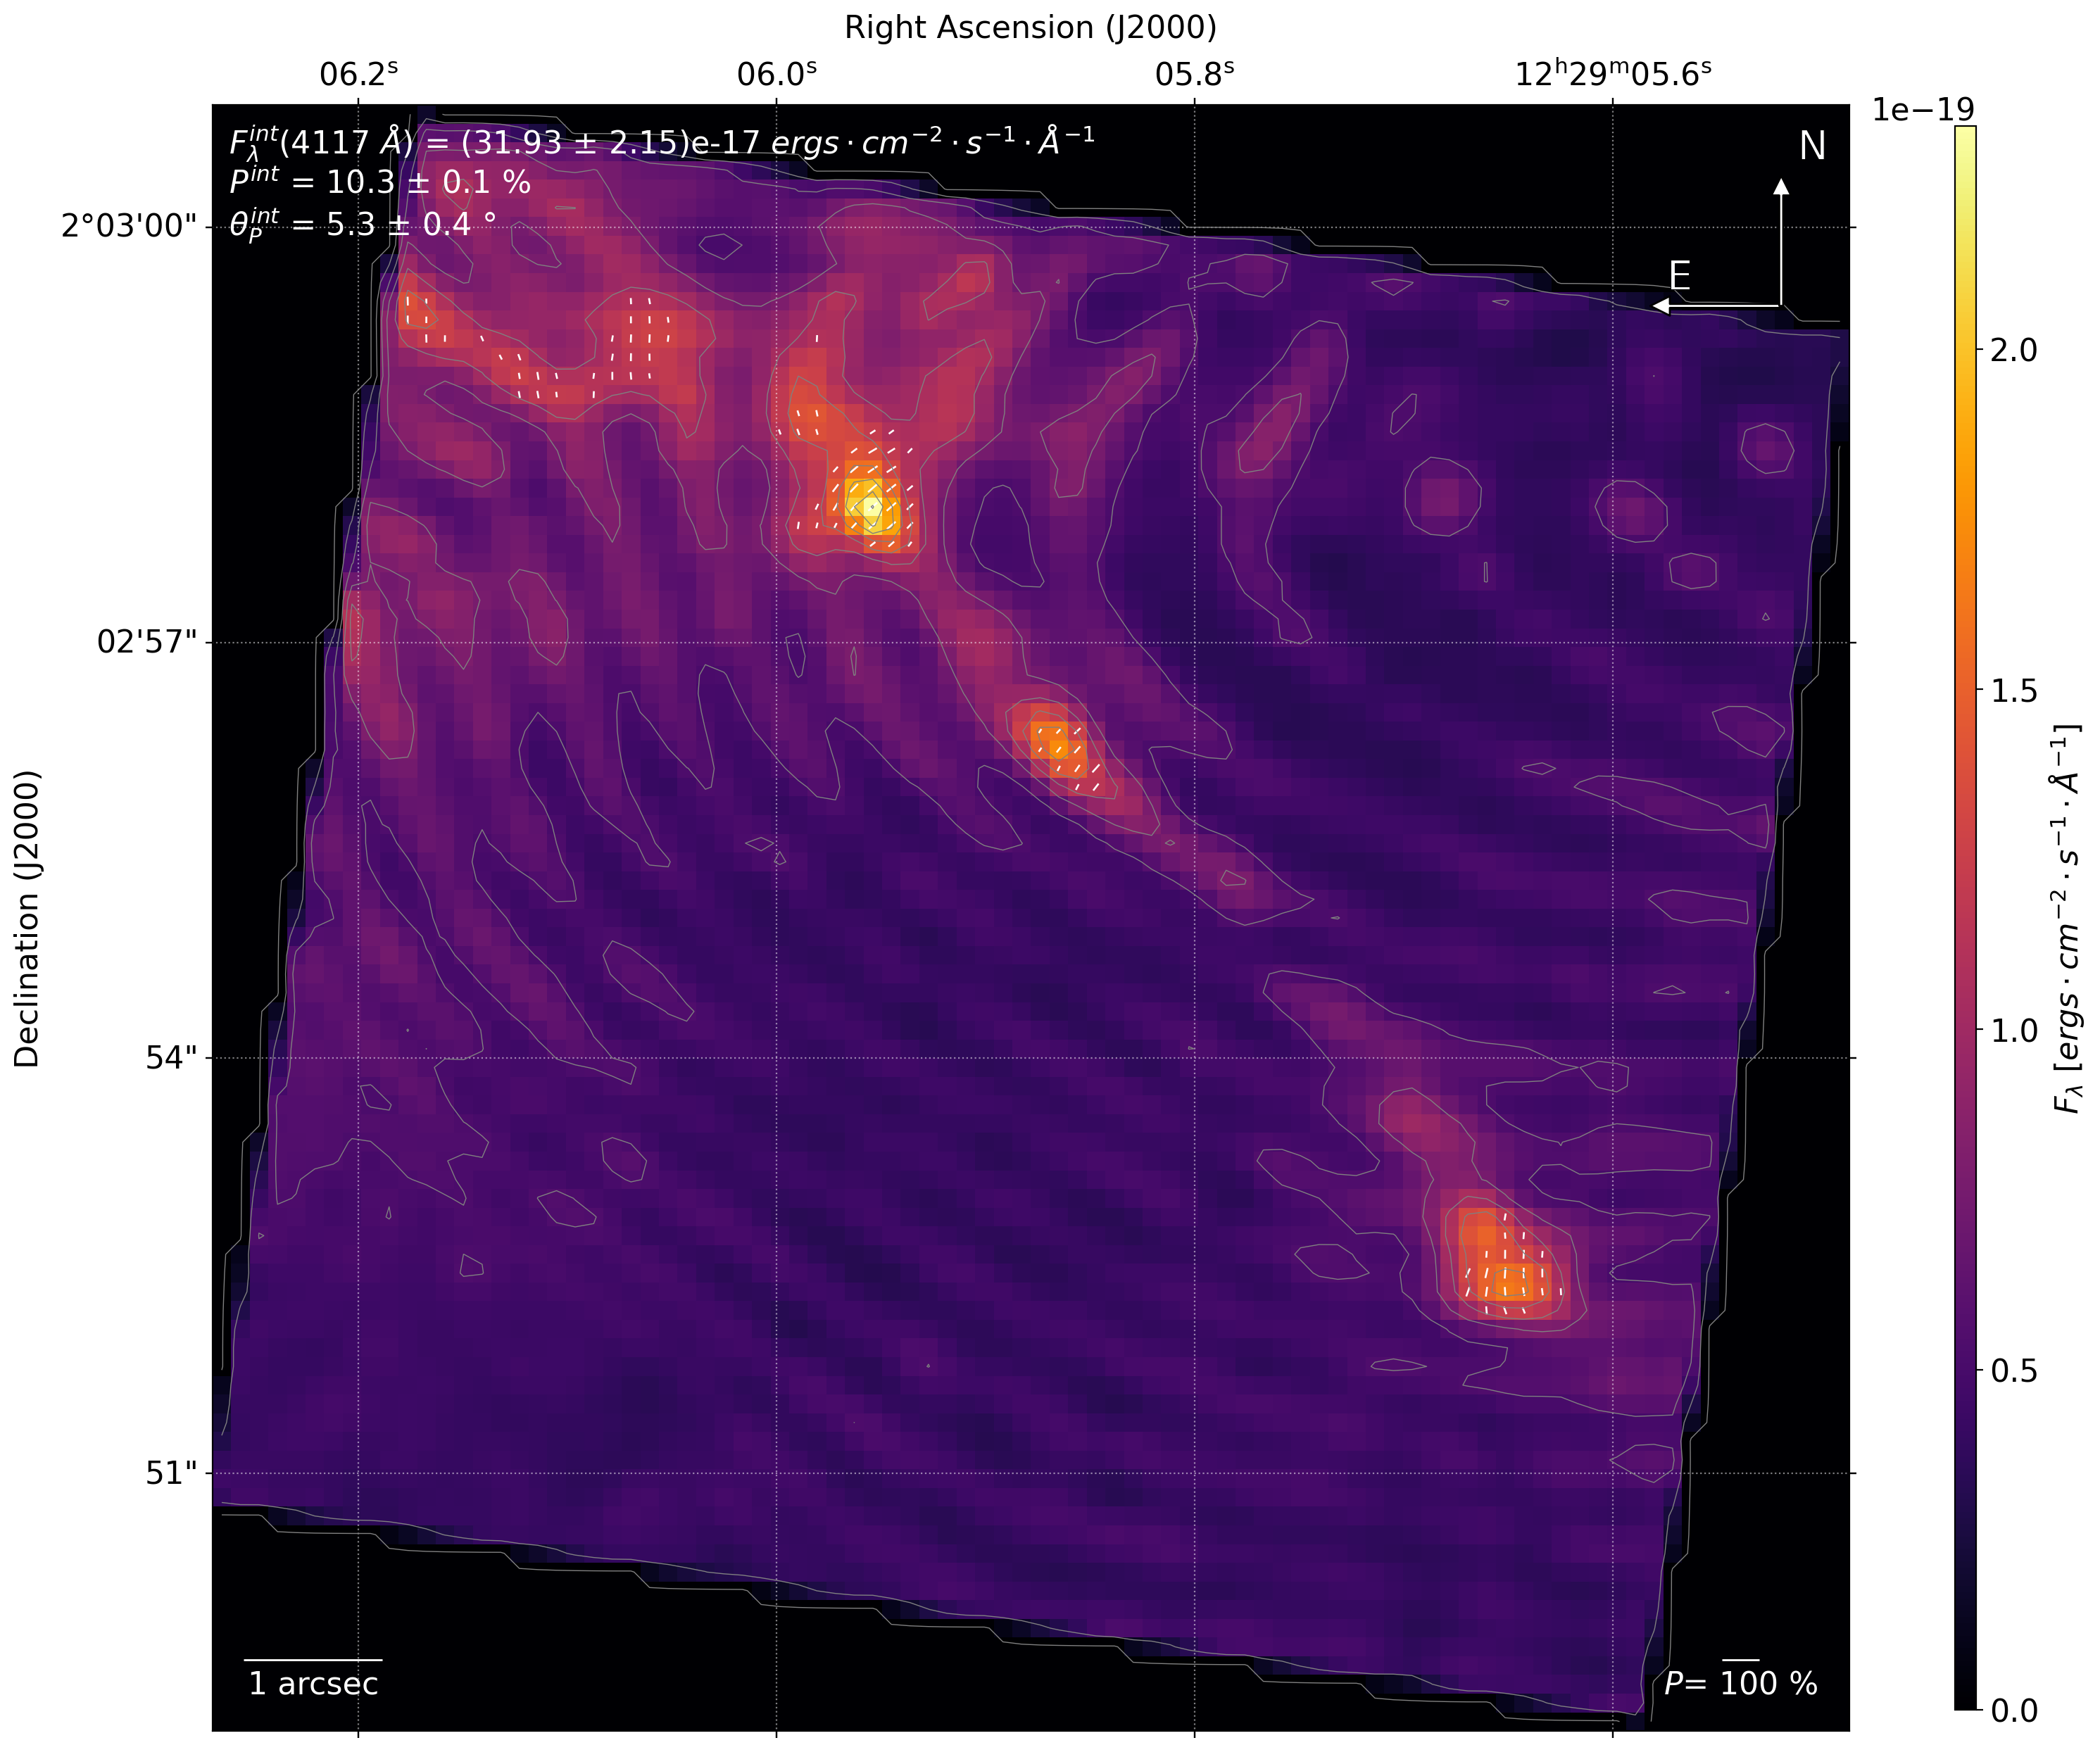 Right Ascension (J2000)
06.2ˢ 06.0ˢ 05.8ˢ 12ʰ29ᵐ05.6ˢ
1e−19
F_λ^int(4117 Å) = (31.93 ± 2.15)e-17 ergs · cm⁻² · s⁻¹ · Å⁻¹
P^int = 10.3 ± 0.1 %
θ_P^int = 5.3 ± 0.4 °
N
E
2°03'00"
02'57"
54"
51"
Declination (J2000)
2.0
1.5
1.0
0.5
0.0
F_λ [ergs · cm⁻² · s⁻¹ · Å⁻¹]
1 arcsec
P= 100 %